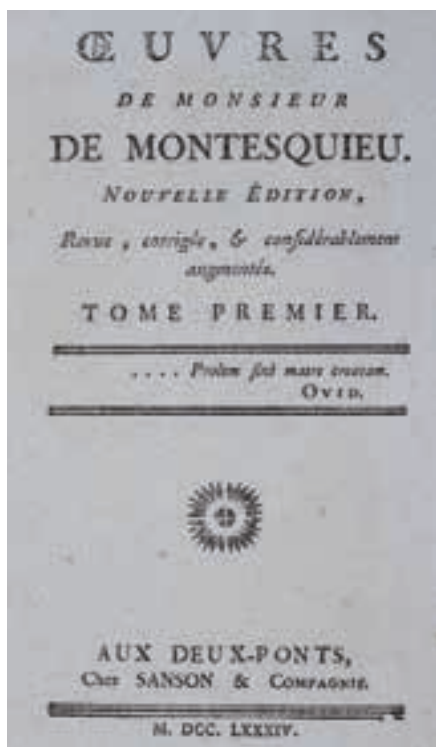 ŒUVRES
DE MONSIEUR
DE MONTESQUIEU.
NOUVELLE ÉDITION,
Revue, corrigée, & considérablement
augmentée.
TOME PREMIER.
.... Prolem sinè matre creatam.
OVID.
AUX DEUX-PONTS,
Chez SANSON & COMPAGNIE.
M. DCC. LXXXIV.